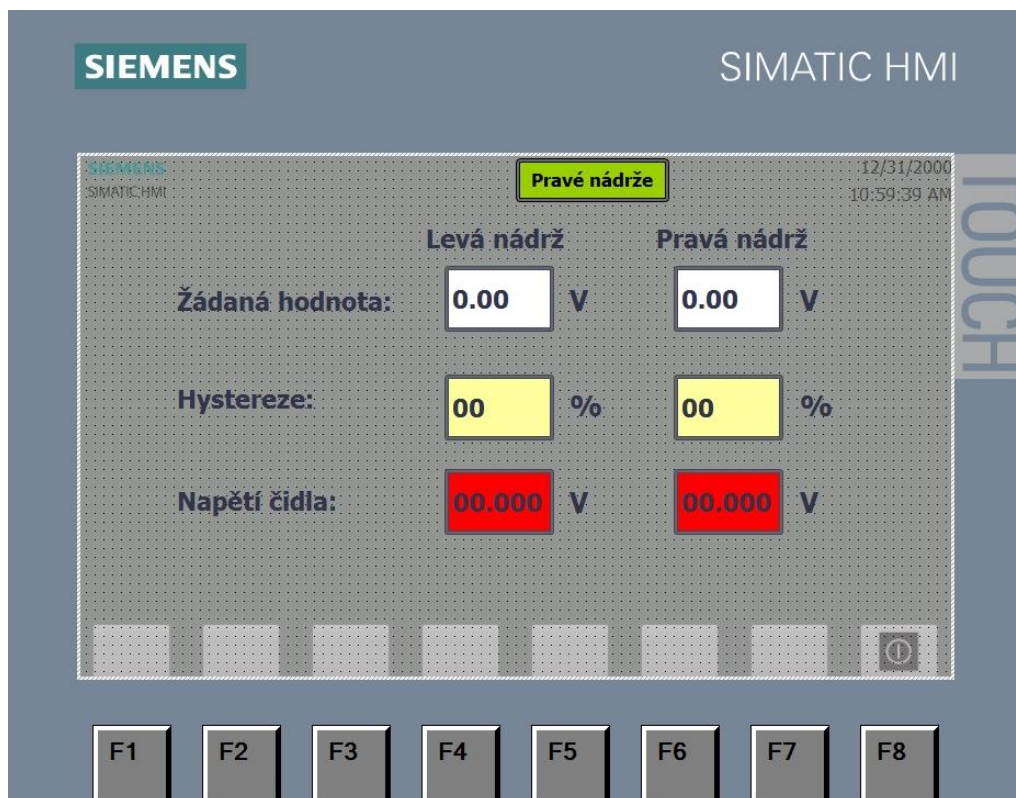 SIEMENS
SIMATIC HMI
SIEMENS
SIMATIC HMI
Pravé nádrže
12/31/2000
10:59:39 AM
TOUCH
Levá nádrž Pravá nádrž
Žádaná hodnota: 0.00 V 0.00 V
Hystereze: 00 % 00 %
Napětí čidla: 00.000 V 00.000 V
F1 F2 F3 F4 F5 F6 F7 F8